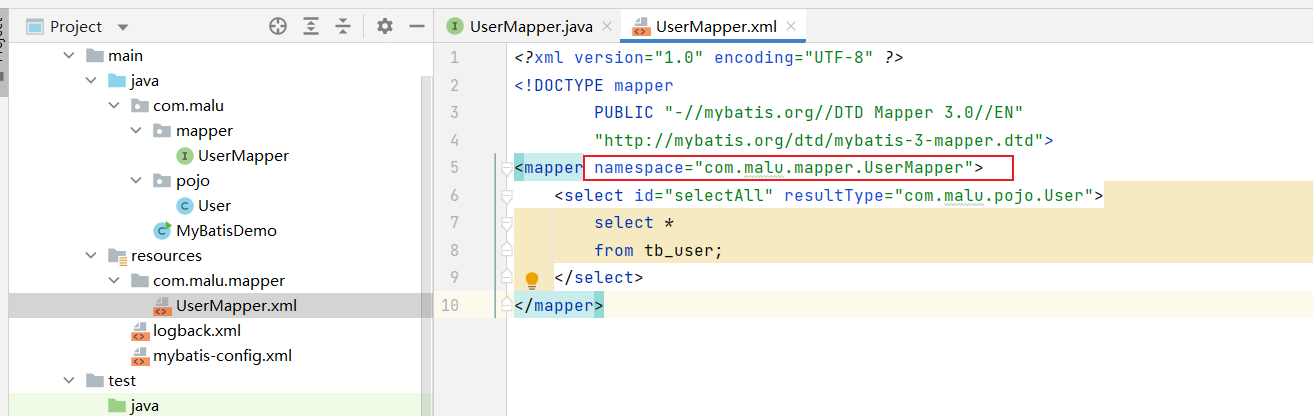 Project
Project
main
java
com.malu
mapper
UserMapper
pojo
User
MyBatisDemo
resources
com.malu.mapper
UserMapper.xml
logback.xml
mybatis-config.xml
test
java
UserMapper.java
UserMapper.xml
1 <?xml version="1.0" encoding="UTF-8" ?>
2 <!DOCTYPE mapper
3 PUBLIC "-//mybatis.org//DTD Mapper 3.0//EN"
4 "http://mybatis.org/dtd/mybatis-3-mapper.dtd">
5 <mapper namespace="com.malu.mapper.UserMapper">
6 <select id="selectAll" resultType="com.malu.pojo.User">
7 select *
8 from tb_user;
9 </select>
10 </mapper>